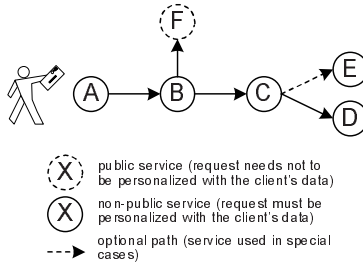 F
E
A
B
C
D
X
public service (request needs not to
be personalized with the client's data)
X
non-public service (request must be
personalized with the client's data)
optional path (service used in special
cases)